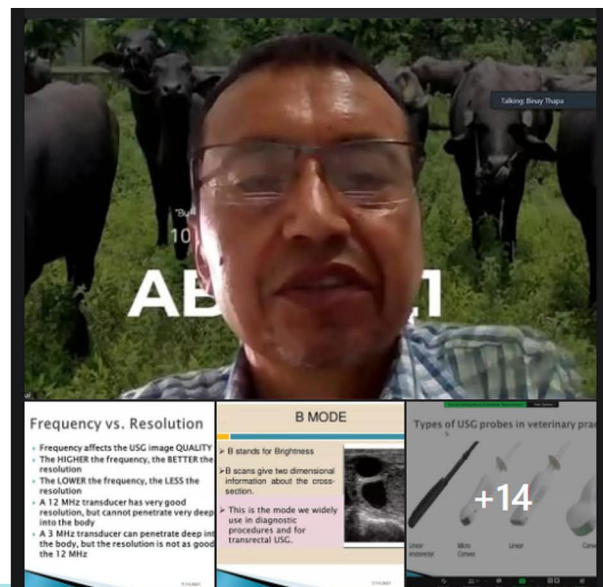 Talking: Binay Thapa
"Bu
10
AB
Д1
Frequency vs. Resolution
Frequency affects the USG image QUALITY
The HIGHER the frequency, the BETTER the
resolution
The LOWER the frequency, the LESS the
resolution
A 12 MHz transducer has very good
resolution, but cannot penetrate very deep
into the body
A 3 MHz transducer can penetrate deep int
the body, but the resolution is not as good
the 12 MHz
B MODE
B stands for Brightness
B scans give two dimensional
information about the cross-
section.
This is the mode we widely
use in diagnostic
procedures and for
transrectal USG.
Types of USG probes in veterinary prac
+14
Linear
endorectal
Micro
Convex
Linear
Conve